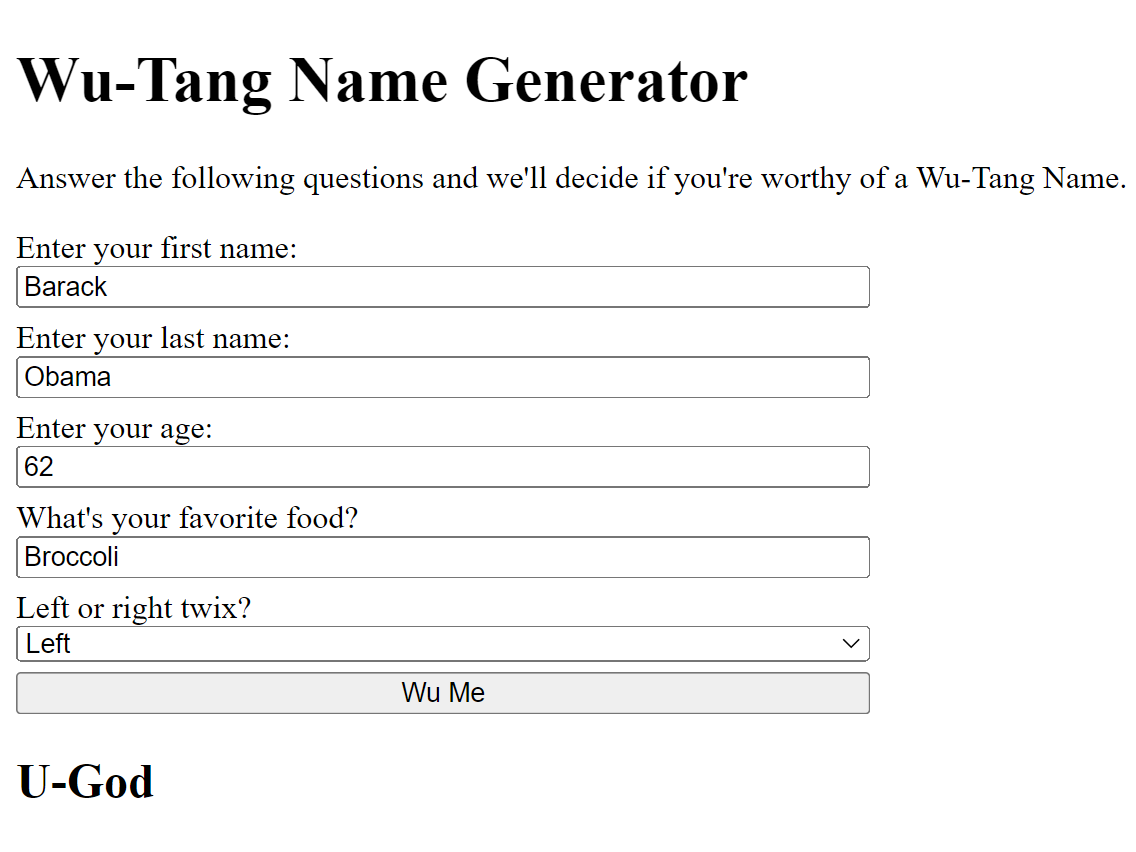 Wu-Tang Name Generator
Answer the following questions and we'll decide if you're worthy of a Wu-Tang Name.
Enter your first name:
Barack
Enter your last name:
Obama
Enter your age:
62
What's your favorite food?
Broccoli
Left or right twix?
Left
Wu Me
U-God